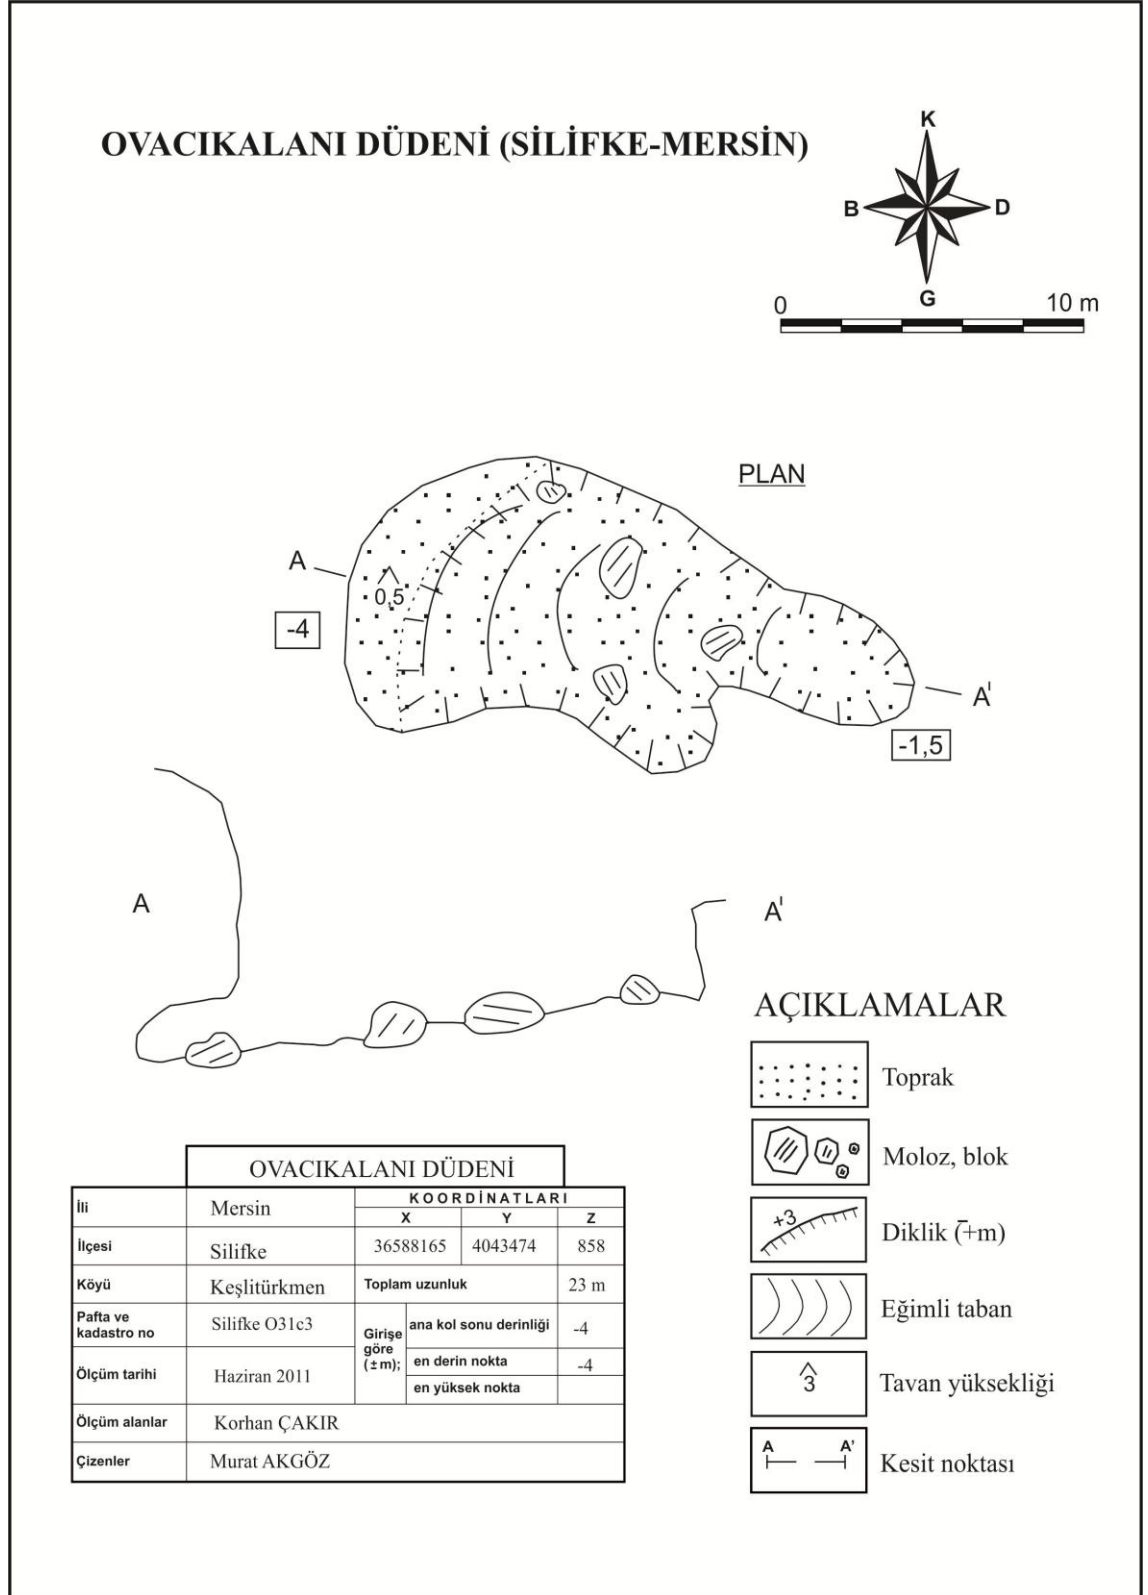 OVACIKALANI DÜDENİ (SİLİFKE-MERSİN)
K
B D
G
0 10 m
PLAN
A
0,5
-4
A'
-1,5
A A'
AÇIKLAMALAR
Toprak
Moloz, blok
+3 Diklik (∓m)
Eğimli taban
3 Tavan yüksekliği
A A' Kesit noktası
OVACIKALANI DÜDENİ
İli Mersin KOORDİNATLARI
X Y Z
İlçesi Silifke 36588165 4043474 858
Köyü Keşlitürkmen Toplam uzunluk 23 m
Pafta ve kadastro no Silifke O31c3 Girişe göre (±m); ana kol sonu derinliği -4
Ölçüm tarihi Haziran 2011 en derin nokta -4
en yüksek nokta
Ölçüm alanlar Korhan ÇAKIR
Çizenler Murat AKGÖZ